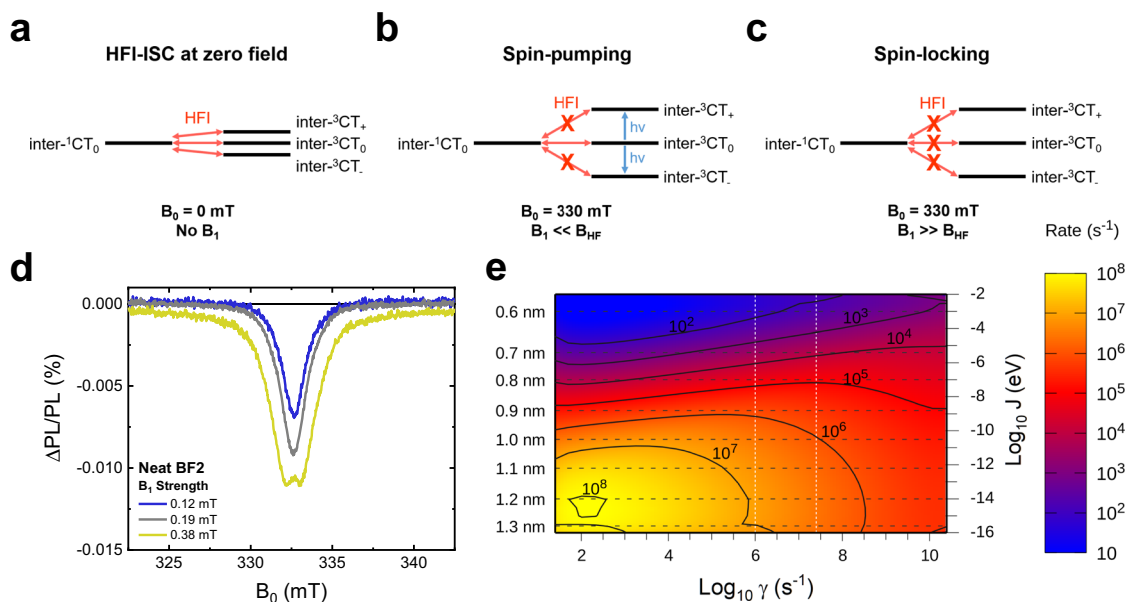 a
HFI-ISC at zero field
HFI
inter-¹CT₀
inter-³CT₊
inter-³CT₀
inter-³CT₋
B₀ = 0 mT
No B₁
b
Spin-pumping
HFI
X
X
inter-¹CT₀
inter-³CT₊
hν
inter-³CT₀
hν
inter-³CT₋
B₀ = 330 mT
B₁ << B_HF
c
Spin-locking
HFI
X
X
X
inter-¹CT₀
inter-³CT₊
inter-³CT₀
inter-³CT₋
B₀ = 330 mT
B₁ >> B_HF
d
ΔPL/PL (%)
0.000
-0.005
-0.010
-0.015
Neat BF2
B₁ Strength
0.12 mT
0.19 mT
0.38 mT
325 330 335 340
B₀ (mT)
e
0.6 nm
0.7 nm
0.8 nm
0.9 nm
1.0 nm
1.1 nm
1.2 nm
1.3 nm
10²
10³
10⁴
10⁵
10⁶
10⁷
10⁸
2 4 6 8 10
Log₁₀ γ (s⁻¹)
-2
-4
-6
-8
-10
-12
-14
-16
Log₁₀ J (eV)
Rate (s⁻¹)
10⁸
10⁷
10⁶
10⁵
10⁴
10³
10²
10